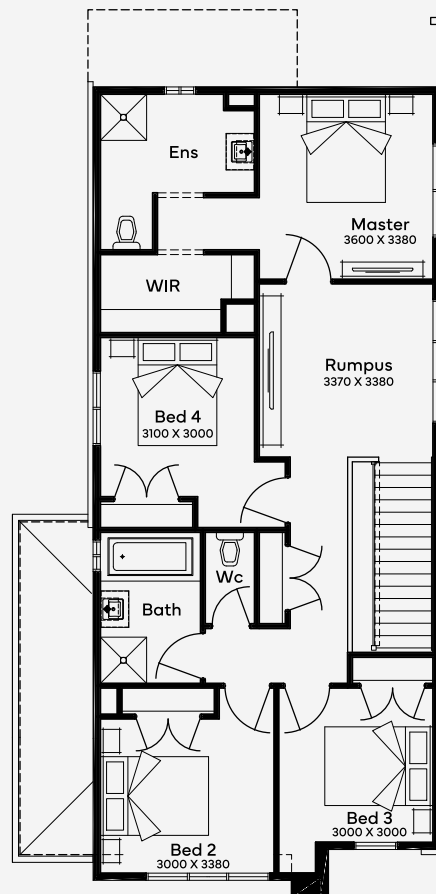 Ens
Master
3600 X 3380
WIR
Rumpus
3370 X 3380
Bed 4
3100 X 3000
Wc
Bath
Bed 3
3000 X 3000
Bed 2
3000 X 3380